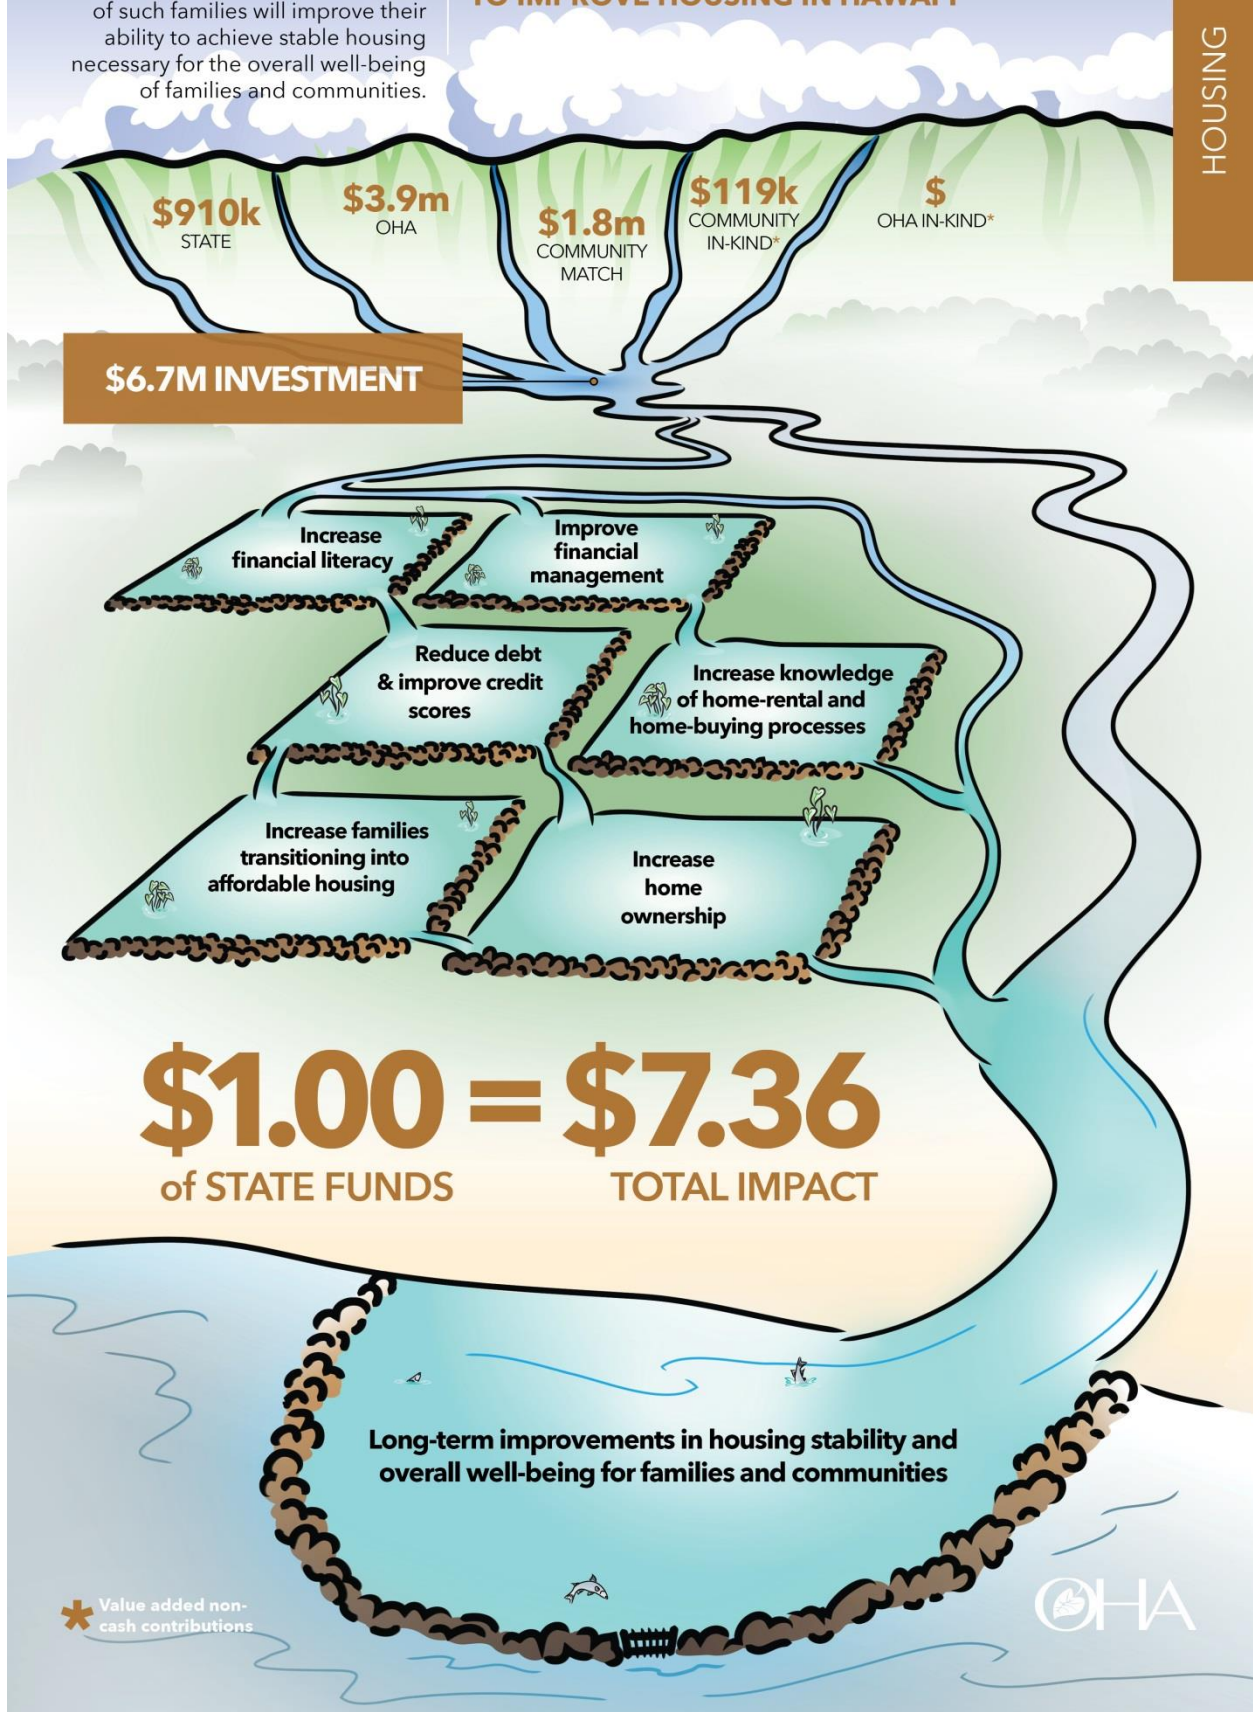 of such families will improve their
ability to achieve stable housing
necessary for the overall well-being
of families and communities.
TO IMPROVE HOUSING IN HAWAIʻI
HOUSING
$910k
STATE
$3.9m
OHA
$1.8m
COMMUNITY
MATCH
$119k
COMMUNITY
IN-KIND*
$
OHA IN-KIND*
$6.7M INVESTMENT
Increase
financial literacy
Improve
financial
management
Reduce debt
& improve credit
scores
Increase knowledge
of home-rental and
home-buying processes
Increase families
transitioning into
affordable housing
Increase
home
ownership
$1.00 = $7.36
of STATE FUNDS TOTAL IMPACT
Long-term improvements in housing stability and
overall well-being for families and communities
* Value added non-
cash contributions
OHA